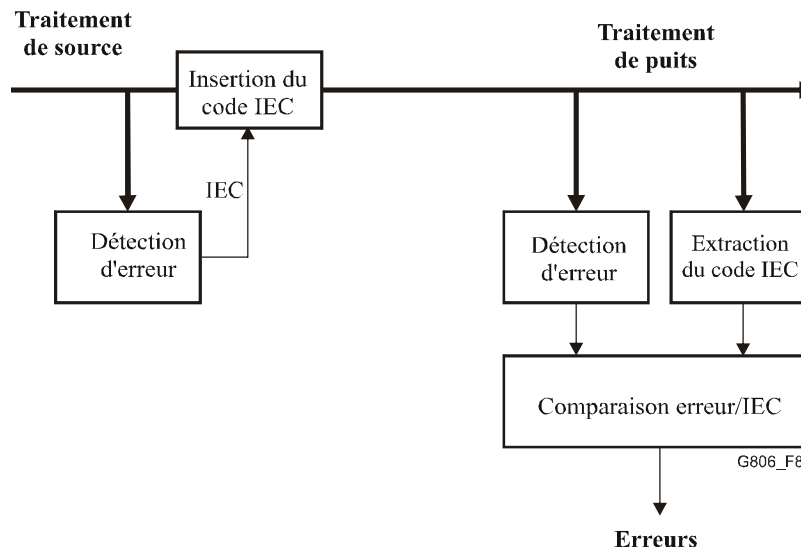 Traitement
de source
Traitement
de puits
Insertion du
code IEC
IEC
Détection
d'erreur
Détection
d'erreur
Extraction
du code IEC
Comparaison erreur/IEC
G806_F8
Erreurs